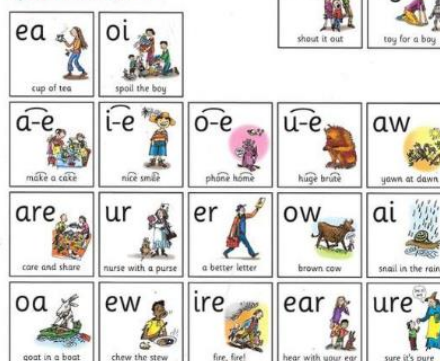 shout it out
toy for a boy
ea
cup of tea
oi
spoil the boy
a-e
make a cake
i-e
nice smile
o-e
phone home
u-e
huge brute
aw
yawn at dawn
are
care and share
ur
nurse with a purse
er
a better letter
ow
brown cow
ai
snail in the rain
oa
goat in a boat
ew
chew the stew
ire
fire, fire!
ear
hear with your ear
ure
sure it's pure